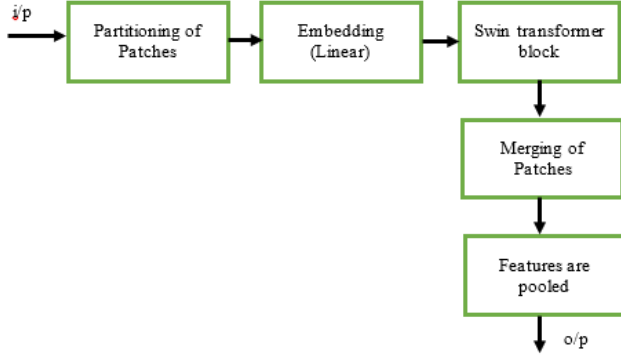 i/p
Partitioning of
Patches
Embedding
(Linear)
Swin transformer
block
Merging of
Patches
Features are
pooled
o/p